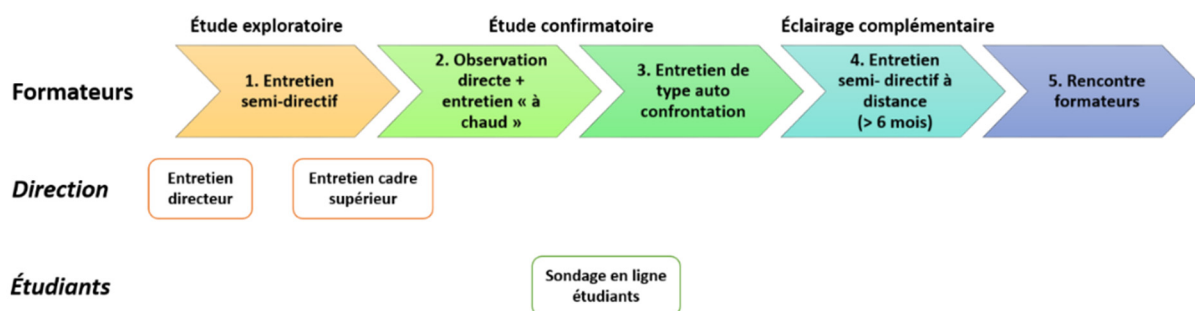 Étude exploratoire
Étude confirmatoire
Éclairage complémentaire
Formateurs
1. Entretien
semi-directif
2. Observation
directe +
entretien « à
chaud »
3. Entretien de
type auto
confrontation
4. Entretien
semi- directif à
distance
(> 6 mois)
5. Rencontre
formateurs
Direction
Entretien
directeur
Entretien cadre
supérieur
Étudiants
Sondage en ligne
étudiants